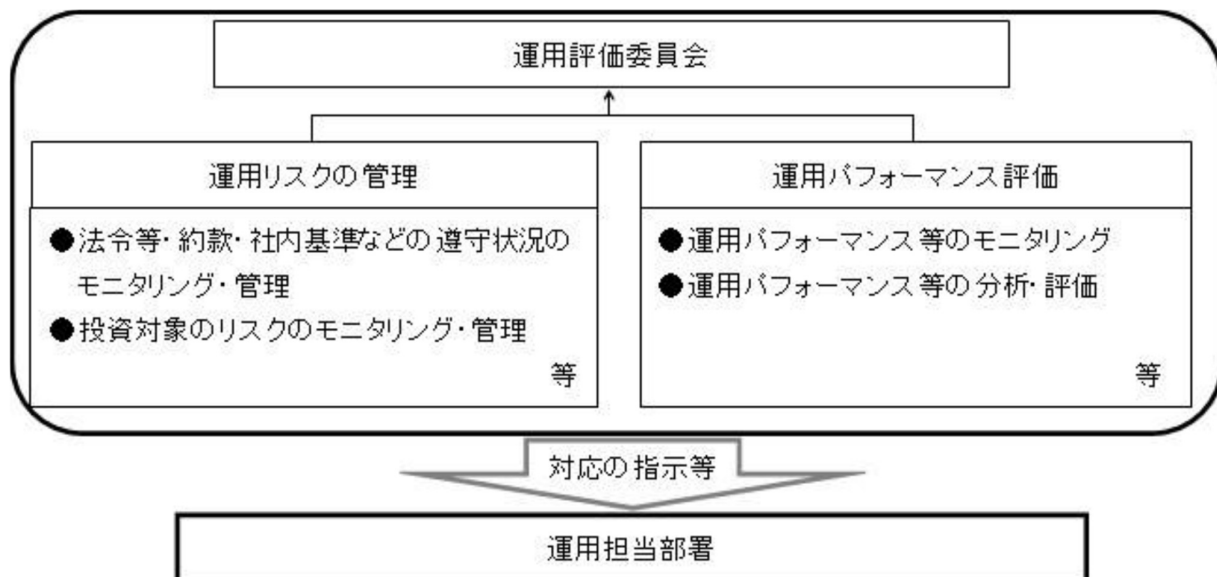 運用評価委員会
運用リスクの管理
●法令等・約款・社内基準などの遵守状況の
モニタリング・管理
●投資対象のリスクのモニタリング・管理
等
運用パフォーマンス評価
●運用パフォーマンス等のモニタリング
●運用パフォーマンス等の分析・評価
等
対応の指示等
運用担当部署